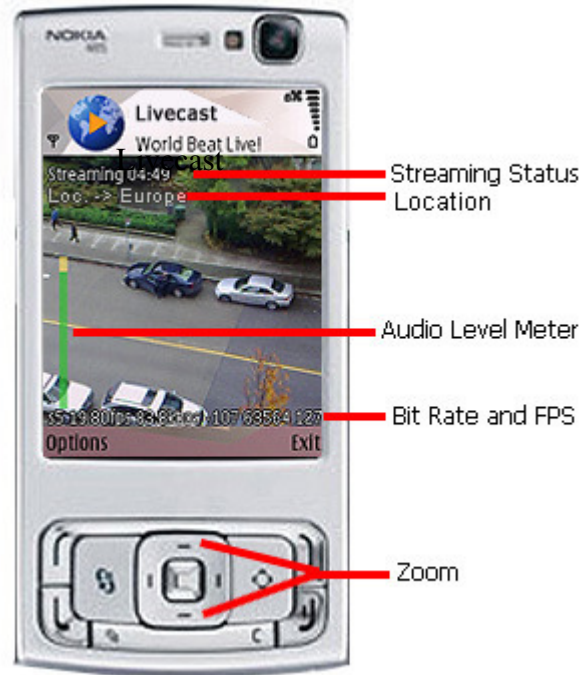 NOKIA
N95
Livecast
World Beat Live!
Livecast
Streaming 04:49
Streaming Status
Loc. -> Europe
Location
Audio Level Meter
Bit Rate and FPS
Options
Exit
Zoom
C